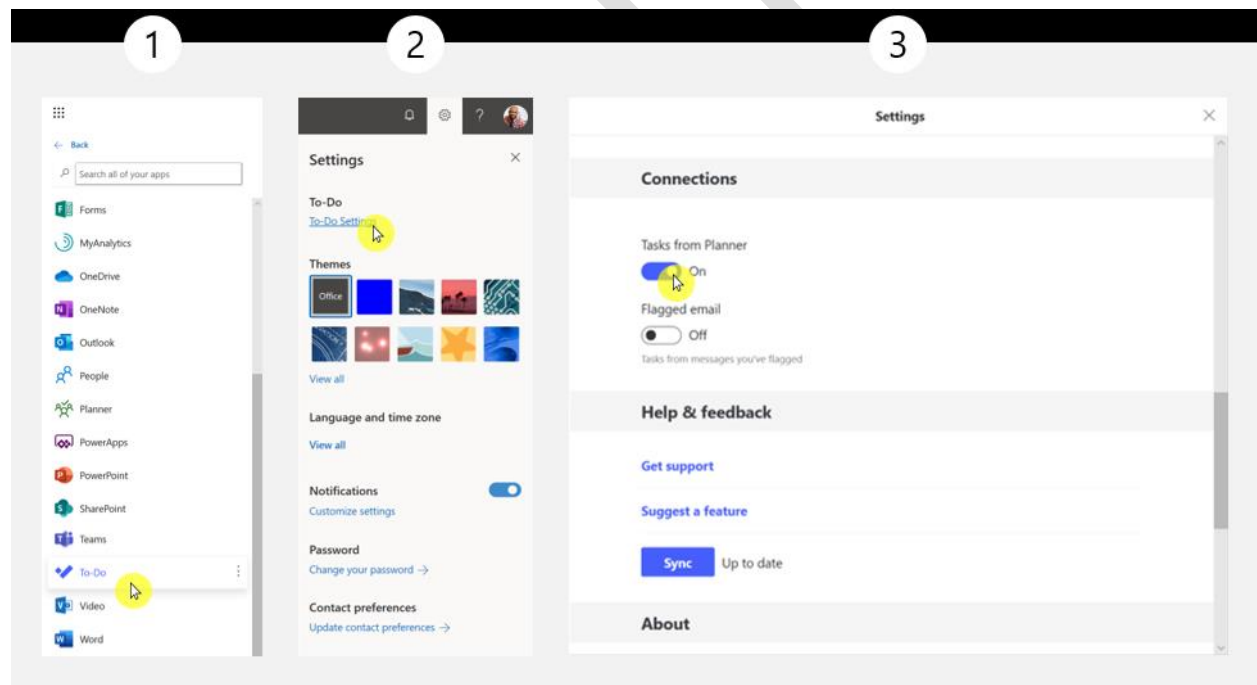 1
2
3
Back
Search all of your apps
Forms
MyAnalytics
OneDrive
OneNote
Outlook
People
Planner
PowerApps
PowerPoint
SharePoint
Teams
To-Do
Video
Word
?
Settings
To-Do
To-Do Settings
Themes
Office
View all
Language and time zone
View all
Notifications
Customize settings
Password
Change your password →
Contact preferences
Update contact preferences →
Settings
Connections
Tasks from Planner
On
Flagged email
Off
Tasks from messages you've flagged
Help & feedback
Get support
Suggest a feature
Sync Up to date
About